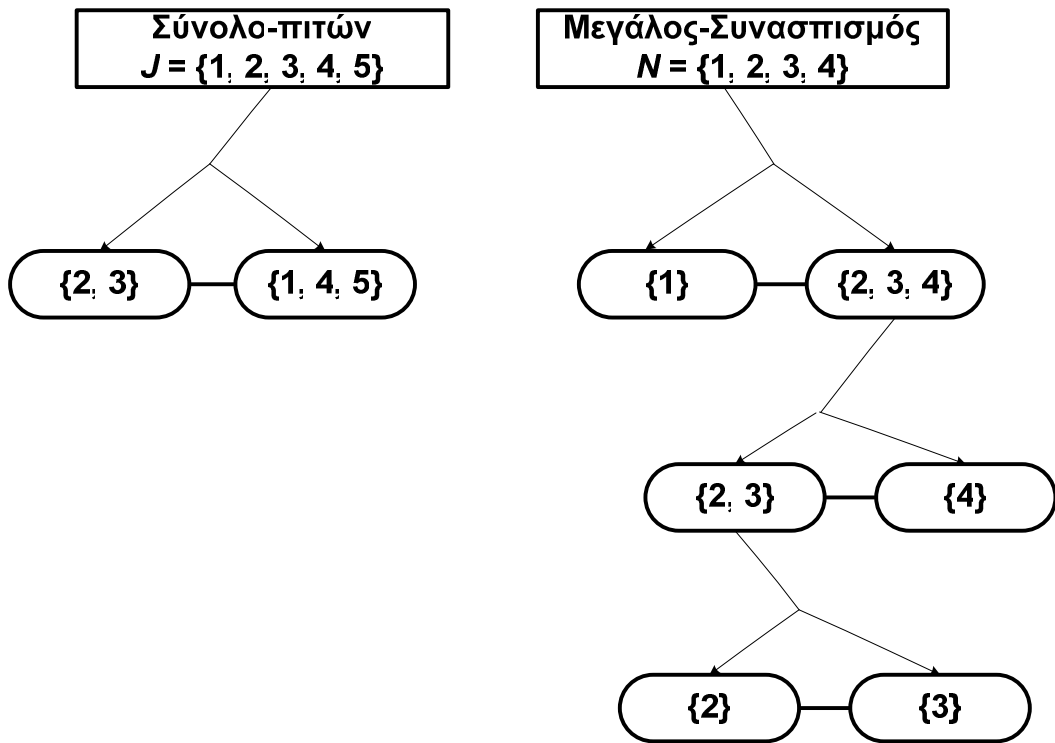 Σύνολο-πιτών
J = {1, 2, 3, 4, 5}
Μεγάλος-Συνασπισμός
N = {1, 2, 3, 4}
{2, 3}
{1, 4, 5}
{1}
{2, 3, 4}
{2, 3}
{4}
{2}
{3}